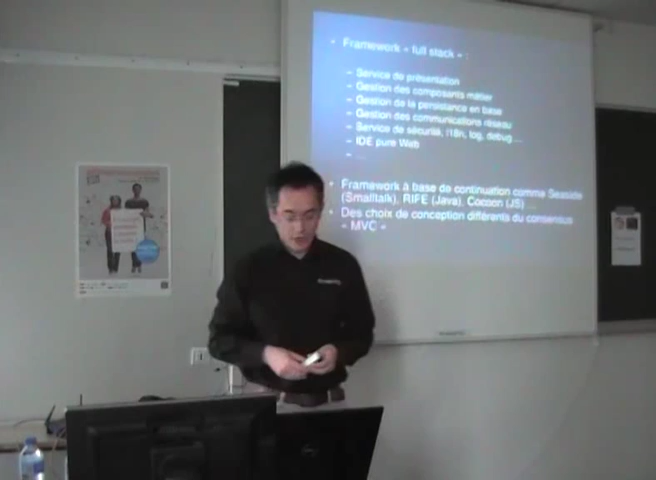 Framework « full stack » :
– Service de présentation
– Gestion des composants métier
– Gestion de la persistance en base
– Gestion des communications réseau
– Service de sécurité, i18n, log, debug...
– IDE pure Web
– ...
• Framework à base de continuation comme Seaside
(Smalltalk), RIFE (Java), Cocoon (JS) ...
• Des choix de conception différents du consensus
« MVC »